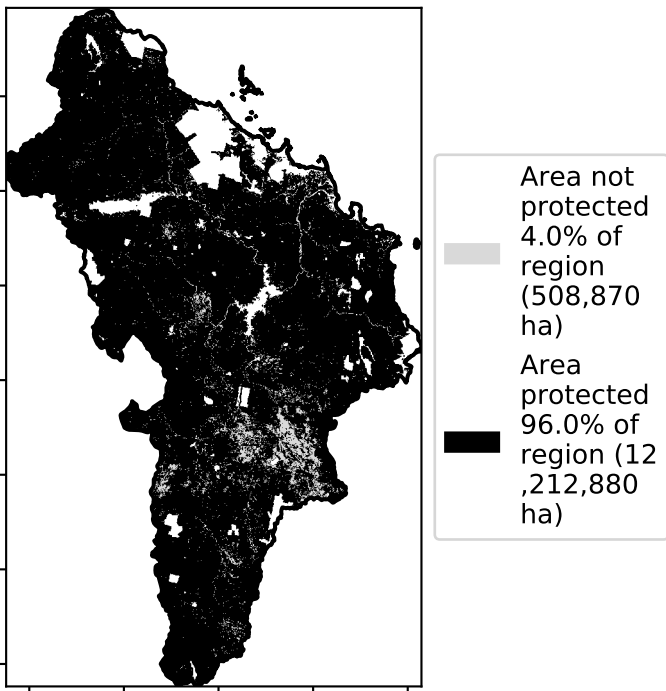 Area not
protected
4.0% of
region
(508,870
ha)
Area
protected
96.0% of
region (12
,212,880
ha)